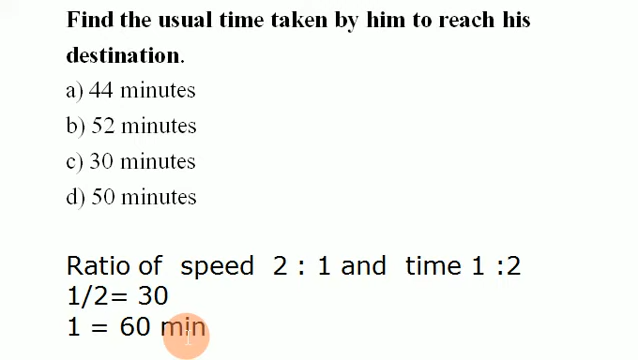 Find the usual time taken by him to reach his
destination.
a) 44 minutes
b) 52 minutes
c) 30 minutes
d) 50 minutes
Ratio of speed 2 : 1 and time 1 :2
1/2= 30
1 = 60 min